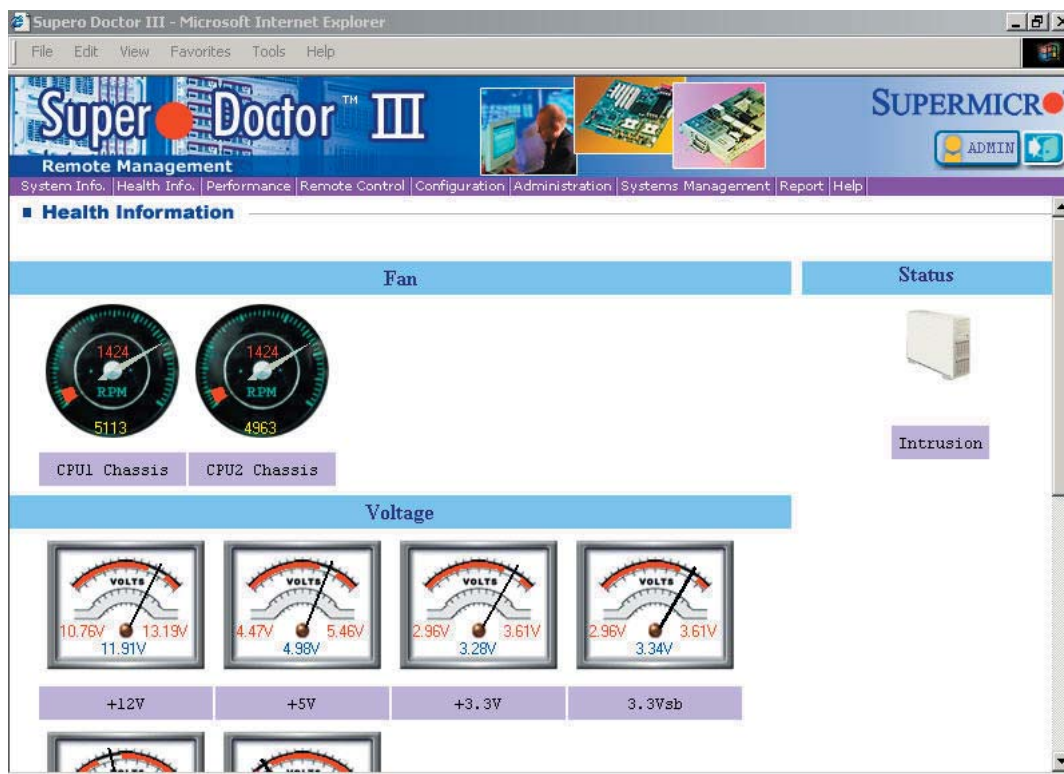 Supero Doctor III - Microsoft Internet Explorer
File Edit View Favorites Tools Help
Super Doctor ™ III
Remote Management
SUPERMICR
ADMIN
System Info. Health Info. Performance Remote Control Configuration Administration Systems Management Report Help
Health Information
Fan
Status
1424
RPM
5113
1424
RPM
4963
CPU1 Chassis
CPU2 Chassis
Intrusion
Voltage
VOLTS
10.76V 13.19V
11.91V
VOLTS
4.47V 5.46V
4.98V
VOLTS
2.96V 3.61V
3.28V
VOLTS
2.96V 3.61V
3.34V
+12V
+5V
+3.3V
3.3Vsb